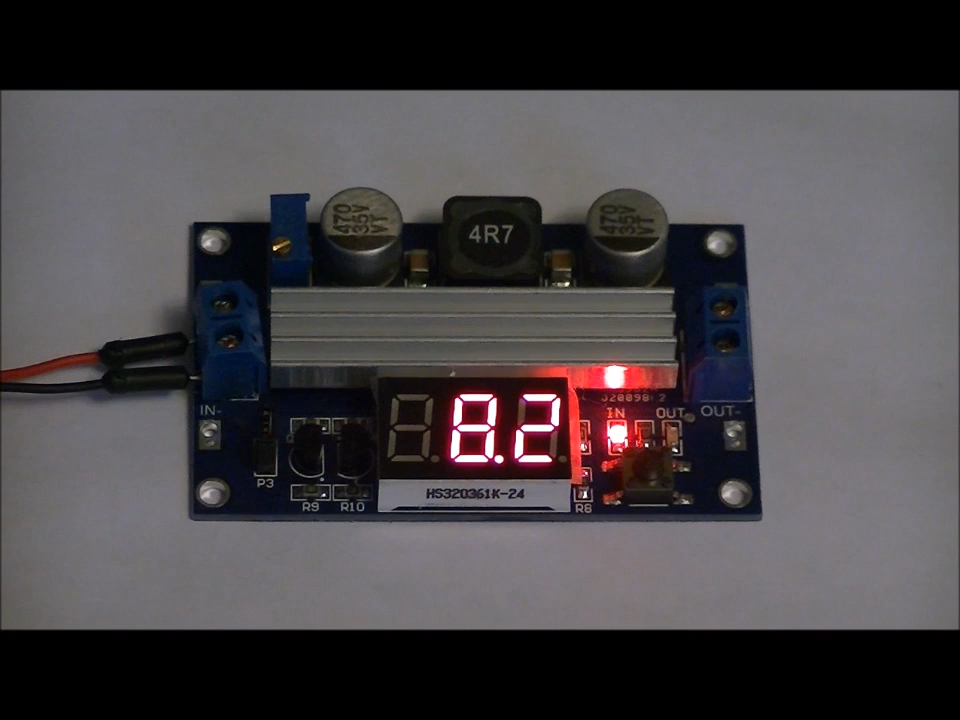 470
35V
VT
4R7
470
35V
VT
IN
OUT
IN-
OUT-
8.2
P3
HS320361K-24
R9
R10
R8